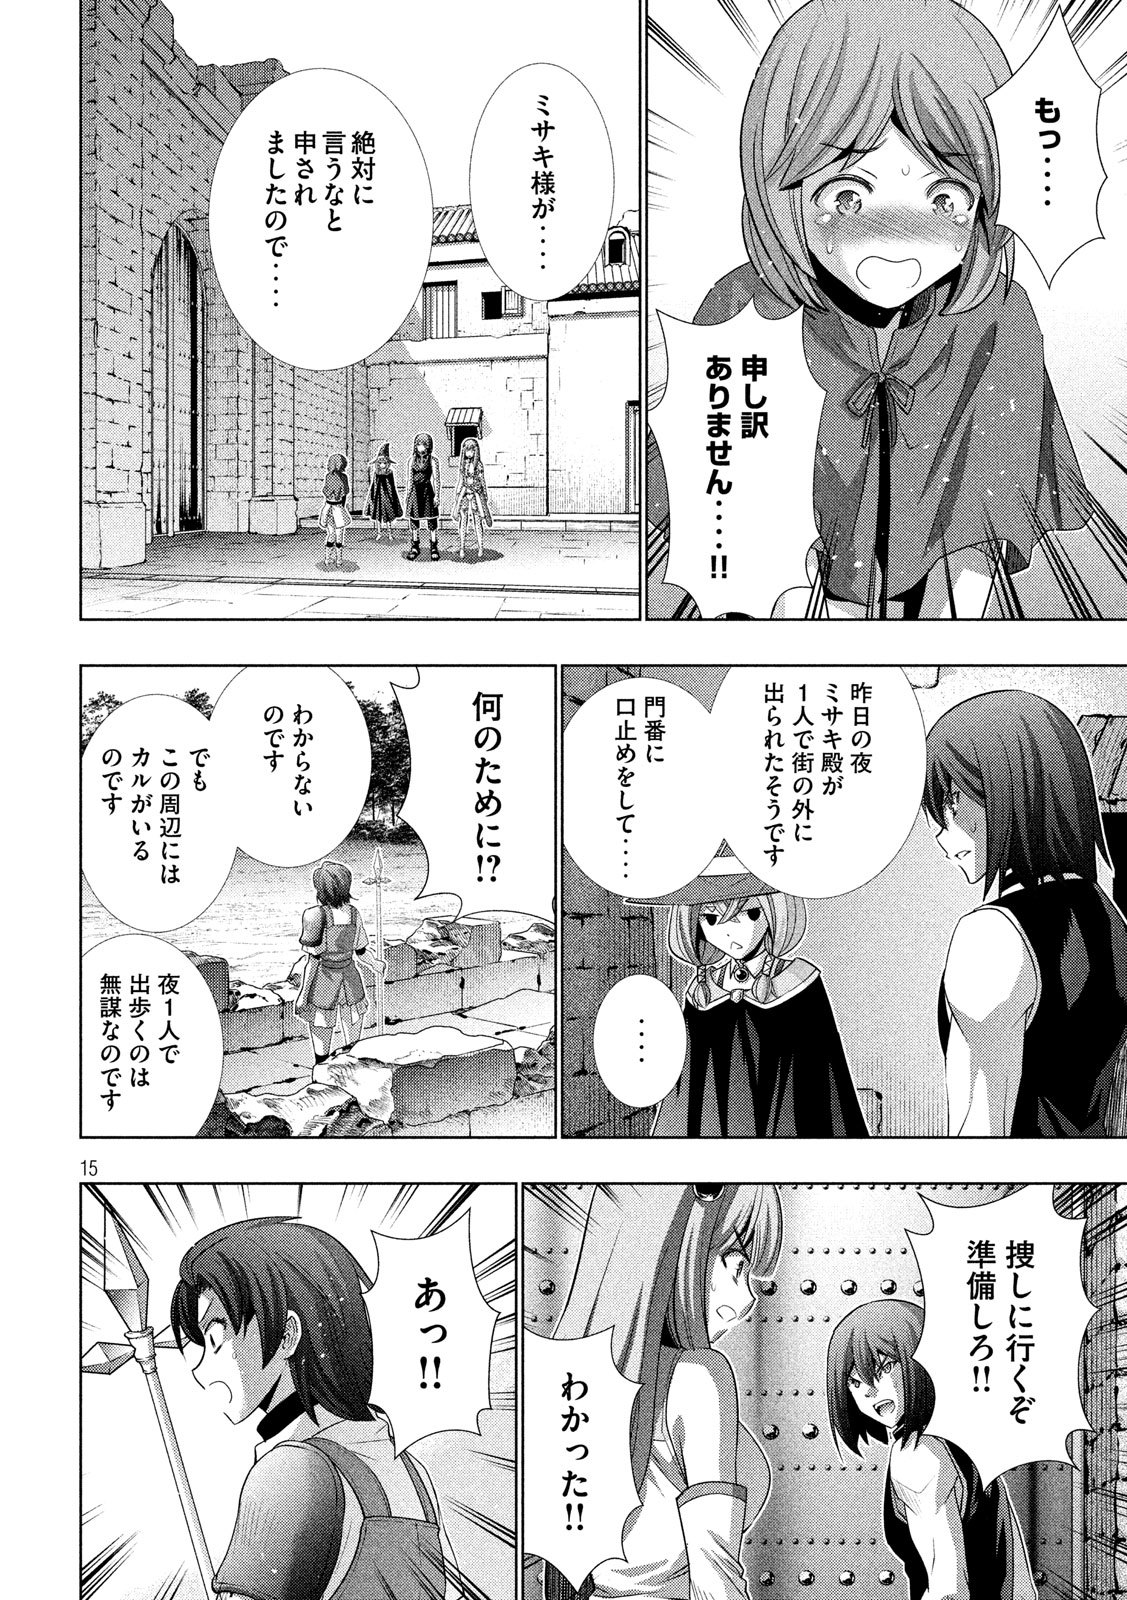 もっ‥‥
申し訳
ありません‥‥!!
ミサキ様が‥‥
絶対に
言うなと
申され
ましたので‥‥
昨日の夜
ミサキ殿が
1人で街の外に
出られたそうです
門番に
口止めをして‥‥
‥‥
何のために!?
わからない
のです
でも
この周辺には
カルがいる
のです
夜1人で
出歩くのは
無謀なのです
15
捜しに行くぞ
準備しろ!!
わかった!!
あっ!!